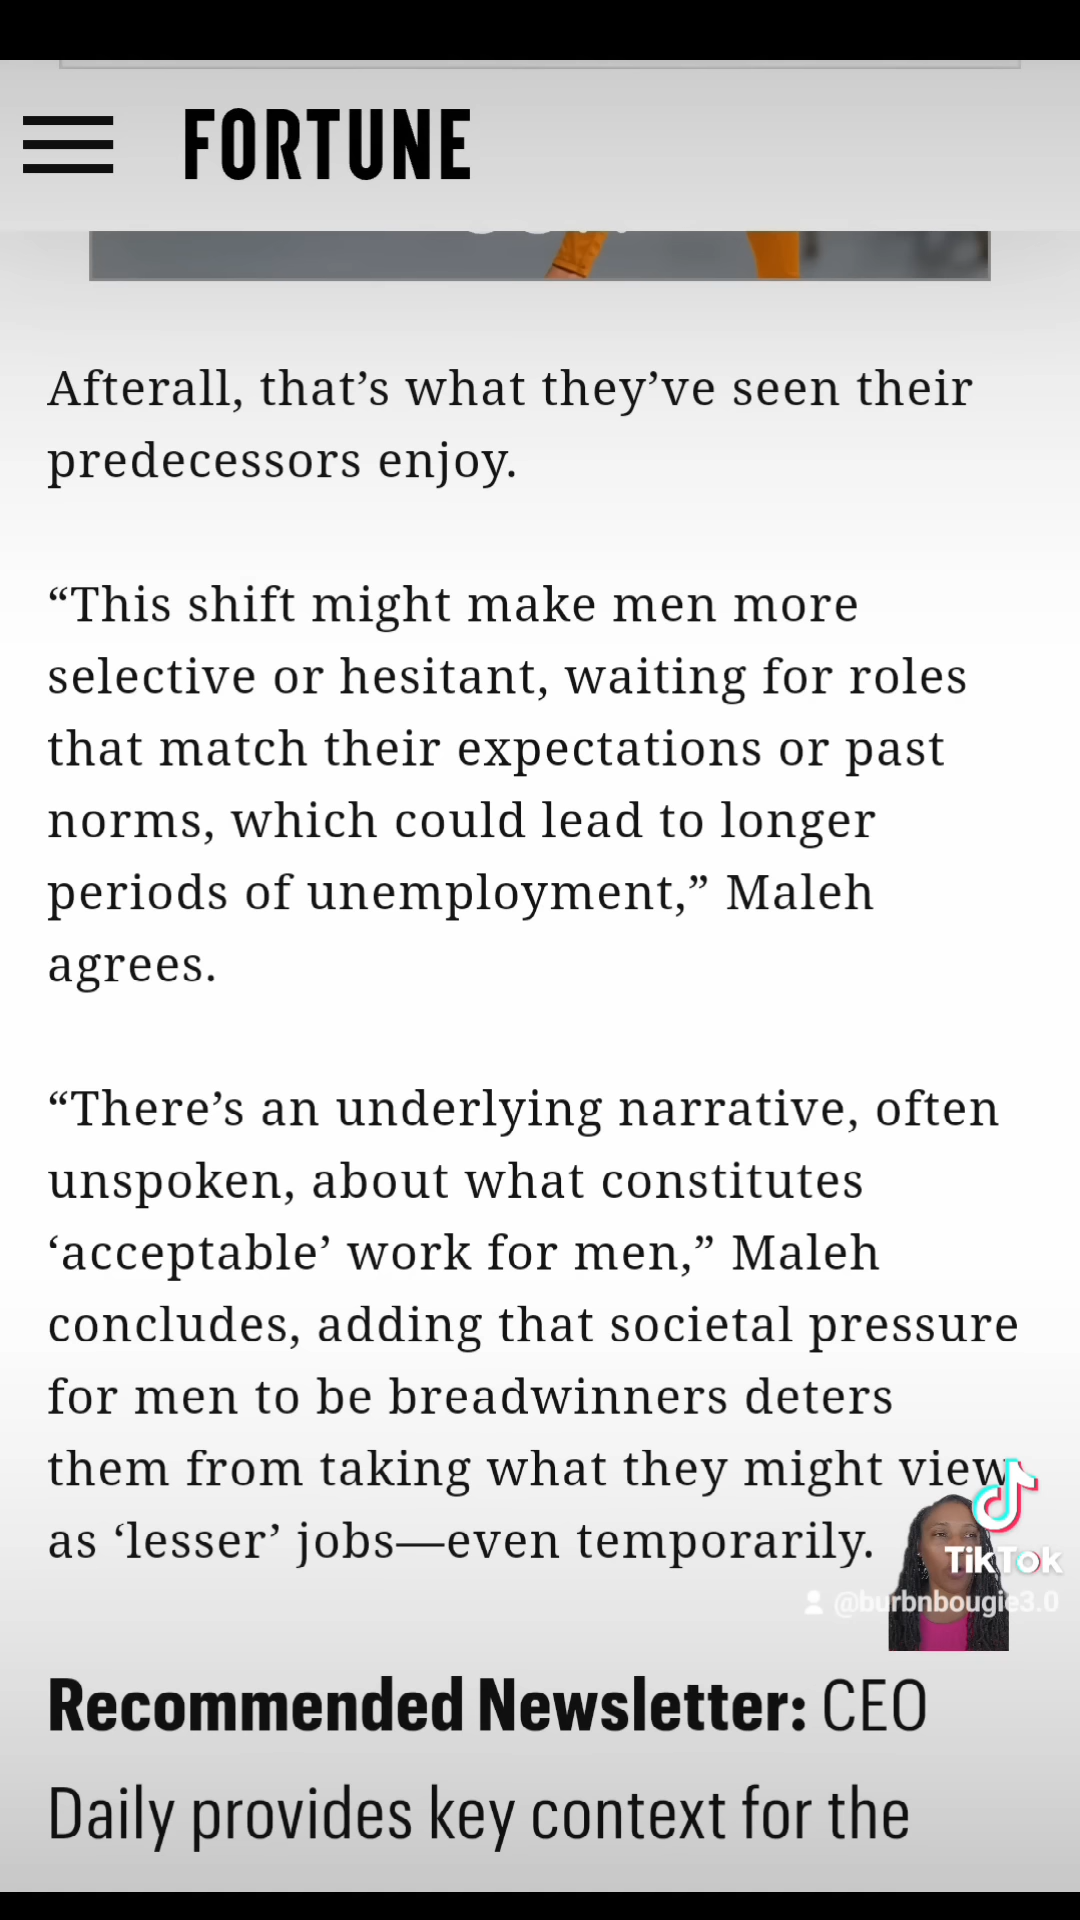 FORTUNE
Afterall, that’s what they’ve seen their
predecessors enjoy.
“This shift might make men more
selective or hesitant, waiting for roles
that match their expectations or past
norms, which could lead to longer
periods of unemployment,” Maleh
agrees.
“There’s an underlying narrative, often
unspoken, about what constitutes
‘acceptable’ work for men,” Maleh
concludes, adding that societal pressure
for men to be breadwinners deters
them from taking what they might view
as ‘lesser’ jobs—even temporarily.
TikTok
@burbnbougie3.0
Recommended Newsletter: CEO
Daily provides key context for the